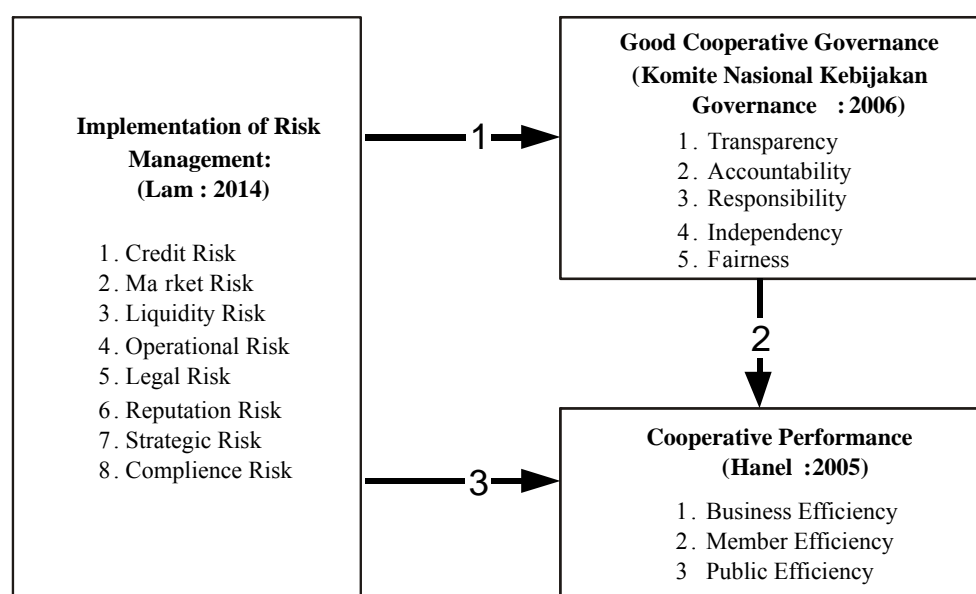 Implementation of Risk
Management:
(Lam : 2014)
1. Credit Risk
2. Ma rket Risk
3. Liquidity Risk
4. Operational Risk
5. Legal Risk
6. Reputation Risk
7. Strategic Risk
8. Complience Risk
1
Good Cooperative Governance
(Komite Nasional Kebijakan
Governance : 2006)
1. Transparency
2. Accountability
3. Responsibility
4. Independency
5. Fairness
2
3
Cooperative Performance
(Hanel :2005)
1. Business Efficiency
2. Member Efficiency
3 Public Efficiency